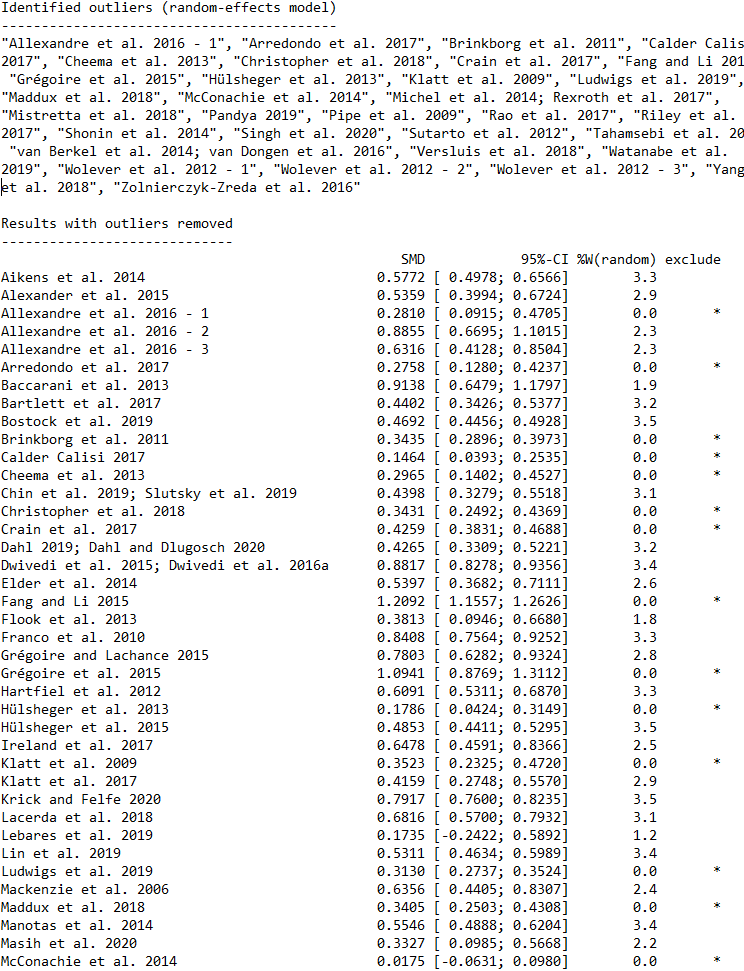 Identified outliers (random-effects model)
-----------------------------------------
"Allexandre et al. 2016 - 1", "Arredondo et al. 2017", "Brinkborg et al. 2011", "Calder Calis
2017", "Cheema et al. 2013", "Christopher et al. 2018", "Crain et al. 2017", "Fang and Li 201
"Grégoire et al. 2015", "Hülsheger et al. 2013", "Klatt et al. 2009", "Ludwigs et al. 2019",
"Maddux et al. 2018", "McConachie et al. 2014", "Michel et al. 2014; Rexroth et al. 2017",
"Mistretta et al. 2018", "Pandya 2019", "Pipe et al. 2009", "Rao et al. 2017", "Riley et al.
2017", "Shonin et al. 2014", "Singh et al. 2020", "Sutarto et al. 2012", "Tahamsebi et al. 20
"van Berkel et al. 2014; van Dongen et al. 2016", "Versluis et al. 2018", "Watanabe et al.
2019", "Wolever et al. 2012 - 1", "Wolever et al. 2012 - 2", "Wolever et al. 2012 - 3", "Yang
et al. 2018", "Zolnierczyk-Zreda et al. 2016"
Results with outliers removed
-----------------------------
SMD 95%-CI %W(random) exclude
Aikens et al. 2014 0.5772 [ 0.4978; 0.6566] 3.3
Alexander et al. 2015 0.5359 [ 0.3994; 0.6724] 2.9
Allexandre et al. 2016 - 1 0.2810 [ 0.0915; 0.4705] 0.0 *
Allexandre et al. 2016 - 2 0.8855 [ 0.6695; 1.1015] 2.3
Allexandre et al. 2016 - 3 0.6316 [ 0.4128; 0.8504] 2.3
Arredondo et al. 2017 0.2758 [ 0.1280; 0.4237] 0.0 *
Baccarani et al. 2013 0.9138 [ 0.6479; 1.1797] 1.9
Bartlett et al. 2017 0.4402 [ 0.3426; 0.5377] 3.2
Bostock et al. 2019 0.4692 [ 0.4456; 0.4928] 3.5
Brinkborg et al. 2011 0.3435 [ 0.2896; 0.3973] 0.0 *
Calder Calisi 2017 0.1464 [ 0.0393; 0.2535] 0.0 *
Cheema et al. 2013 0.2965 [ 0.1402; 0.4527] 0.0 *
Chin et al. 2019; Slutsky et al. 2019 0.4398 [ 0.3279; 0.5518] 3.1
Christopher et al. 2018 0.3431 [ 0.2492; 0.4369] 0.0 *
Crain et al. 2017 0.4259 [ 0.3831; 0.4688] 0.0 *
Dahl 2019; Dahl and Dlugosch 2020 0.4265 [ 0.3309; 0.5221] 3.2
Dwivedi et al. 2015; Dwivedi et al. 2016a 0.8817 [ 0.8278; 0.9356] 3.4
Elder et al. 2014 0.5397 [ 0.3682; 0.7111] 2.6
Fang and Li 2015 1.2092 [ 1.1557; 1.2626] 0.0 *
Flook et al. 2013 0.3813 [ 0.0946; 0.6680] 1.8
Franco et al. 2010 0.8408 [ 0.7564; 0.9252] 3.3
Grégoire and Lachance 2015 0.7803 [ 0.6282; 0.9324] 2.8
Grégoire et al. 2015 1.0941 [ 0.8769; 1.3112] 0.0 *
Hartfiel et al. 2012 0.6091 [ 0.5311; 0.6870] 3.3
Hülsheger et al. 2013 0.1786 [ 0.0424; 0.3149] 0.0 *
Hülsheger et al. 2015 0.4853 [ 0.4411; 0.5295] 3.5
Ireland et al. 2017 0.6478 [ 0.4591; 0.8366] 2.5
Klatt et al. 2009 0.3523 [ 0.2325; 0.4720] 0.0 *
Klatt et al. 2017 0.4159 [ 0.2748; 0.5570] 2.9
Krick and Felfe 2020 0.7917 [ 0.7600; 0.8235] 3.5
Lacerda et al. 2018 0.6816 [ 0.5700; 0.7932] 3.1
Lebares et al. 2019 0.1735 [-0.2422; 0.5892] 1.2
Lin et al. 2019 0.5311 [ 0.4634; 0.5989] 3.4
Ludwigs et al. 2019 0.3130 [ 0.2737; 0.3524] 0.0 *
Mackenzie et al. 2006 0.6356 [ 0.4405; 0.8307] 2.4
Maddux et al. 2018 0.3405 [ 0.2503; 0.4308] 0.0 *
Manotas et al. 2014 0.5546 [ 0.4888; 0.6204] 3.4
Masih et al. 2020 0.3327 [ 0.0985; 0.5668] 2.2
McConachie et al. 2014 0.0175 [-0.0631; 0.0980] 0.0 *